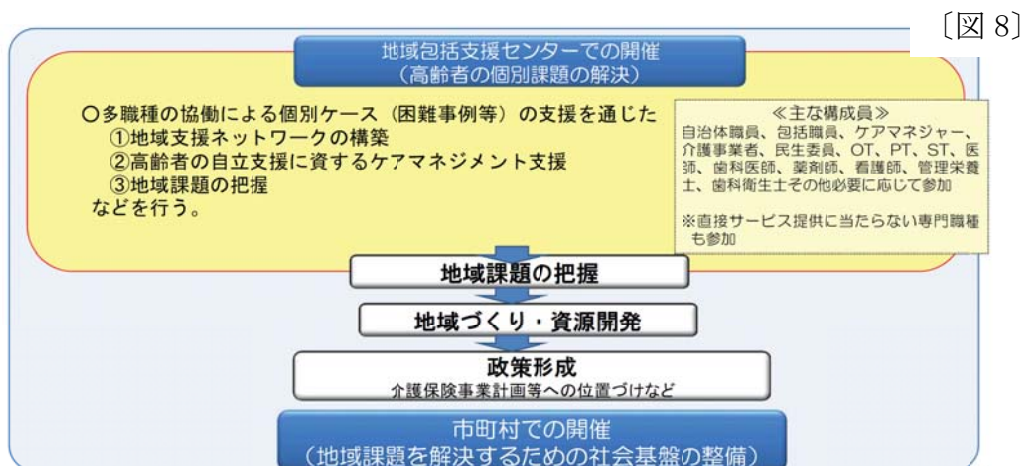 〔図 8〕
地域包括支援センターでの開催
（高齢者の個別課題の解決）
〇多職種の協働による個別ケース（困難事例等）の支援を通じた
①地域支援ネットワークの構築
②高齢者の自立支援に資するケアマネジメント支援
③地域課題の把握
などを行う。
≪主な構成員≫
自治体職員、包括職員、ケアマネジャー、
介護事業者、民生委員、OT、PT、ST、医
師、歯科医師、薬剤師、看護師、管理栄養
士、歯科衛生士その他必要に応じて参加
※直接サービス提供に当たらない専門職種
も参加
地域課題の把握
地域づくり・資源開発
政策形成
介護保険事業計画等への位置づけなど
市町村での開催
（地域課題を解決するための社会基盤の整備）